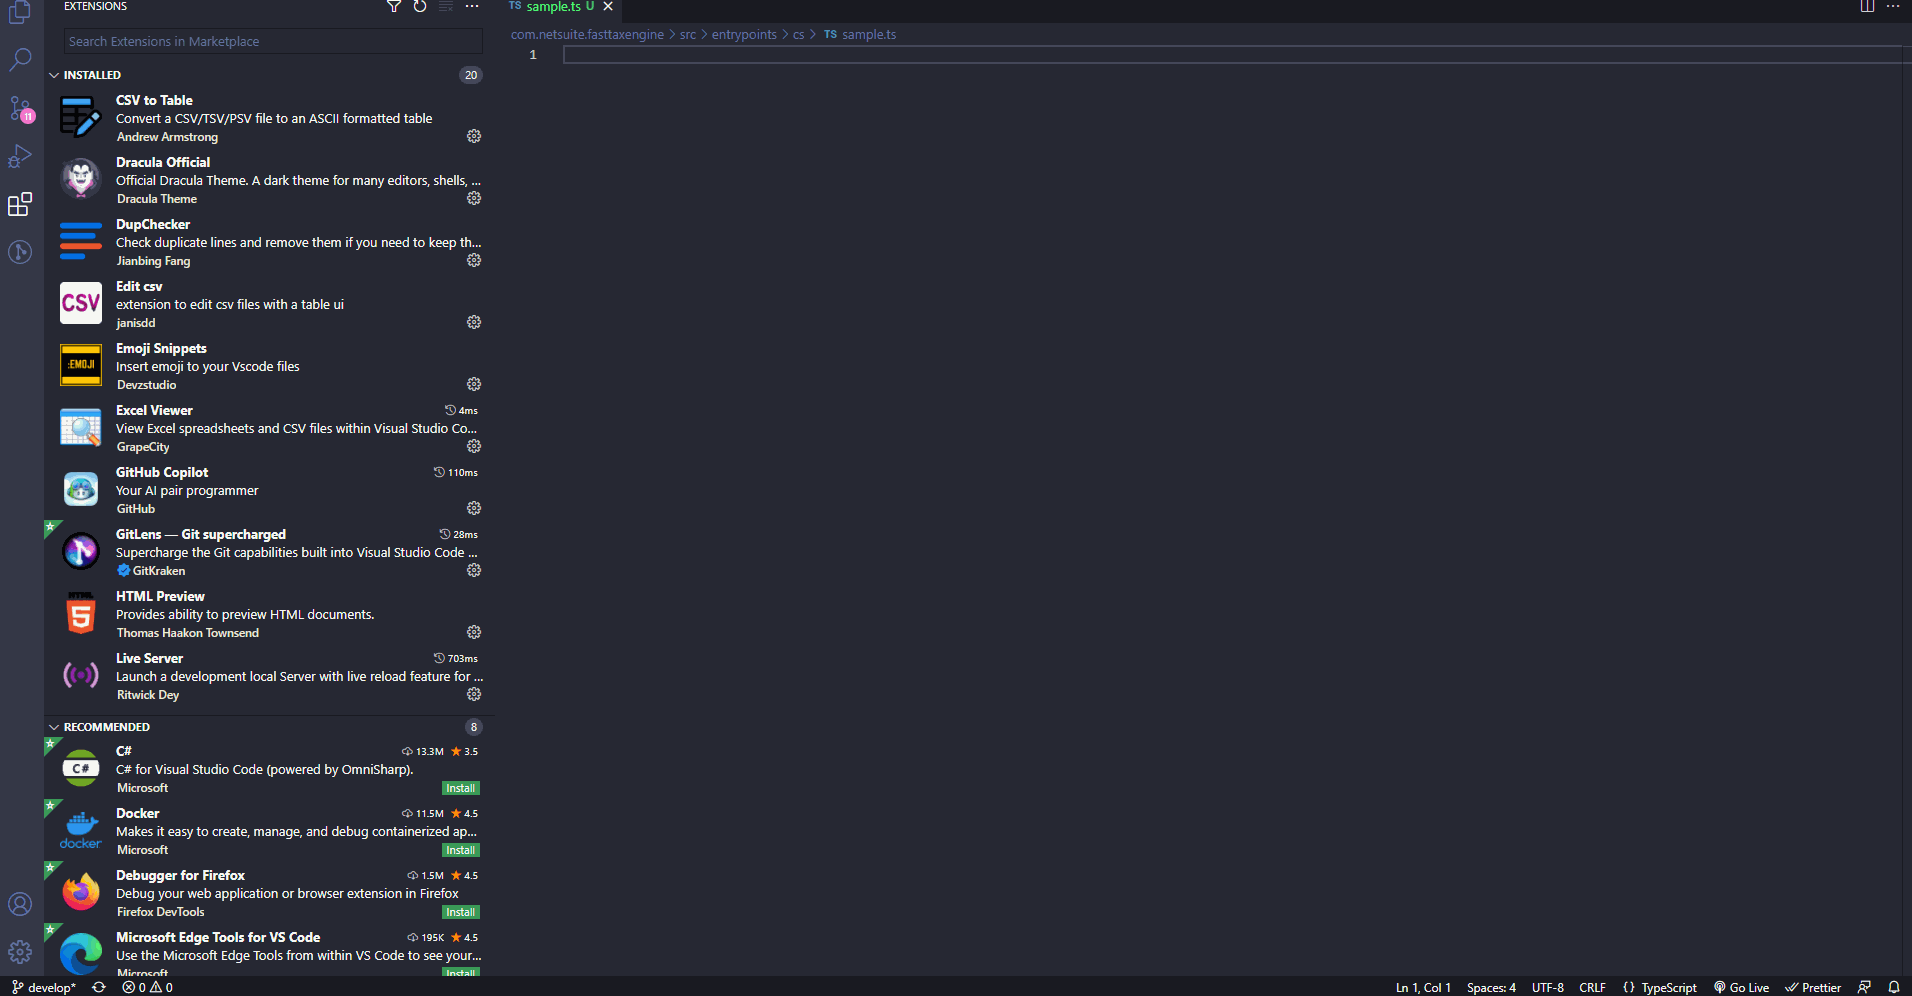 EXTENSIONS
TS sample.ts U
com.netsuite.fasttaxengine > src > entrypoints > cs > TS sample.ts
Search Extensions in Marketplace
1
INSTALLED 20
CSV to Table
Convert a CSV/TSV/PSV file to an ASCII formatted table
Andrew Armstrong
11
Dracula Official
Official Dracula Theme. A dark theme for many editors, shells, ...
Dracula Theme
DupChecker
Check duplicate lines and remove them if you need to keep th...
Jianbing Fang
CSV
Edit csv
extension to edit csv files with a table ui
janisdd
:EMOJI
Emoji Snippets
Insert emoji to your Vscode files
Devzstudio
Excel Viewer 4ms
View Excel spreadsheets and CSV files within Visual Studio Co...
GrapeCity
GitHub Copilot 110ms
Your AI pair programmer
GitHub
GitLens — Git supercharged 28ms
Supercharge the Git capabilities built into Visual Studio Code ...
GitKraken
HTML
5
HTML Preview
Provides ability to preview HTML documents.
Thomas Haakon Townsend
Live Server 703ms
Launch a development local Server with live reload feature for ...
Ritwick Dey
RECOMMENDED 8
C#
C# 13.3M 3.5
C# for Visual Studio Code (powered by OmniSharp).
Microsoft Install
docker
Docker 11.5M 4.5
Makes it easy to create, manage, and debug containerized ap...
Microsoft Install
Debugger for Firefox 1.5M 4.5
Debug your web application or browser extension in Firefox
Firefox DevTools Install
Microsoft Edge Tools for VS Code 195K 4.5
Use the Microsoft Edge Tools from within VS Code to see your...
Microsoft Install
develop* 0 0 Ln 1, Col 1 Spaces: 4 UTF-8 CRLF {} TypeScript Go Live Prettier